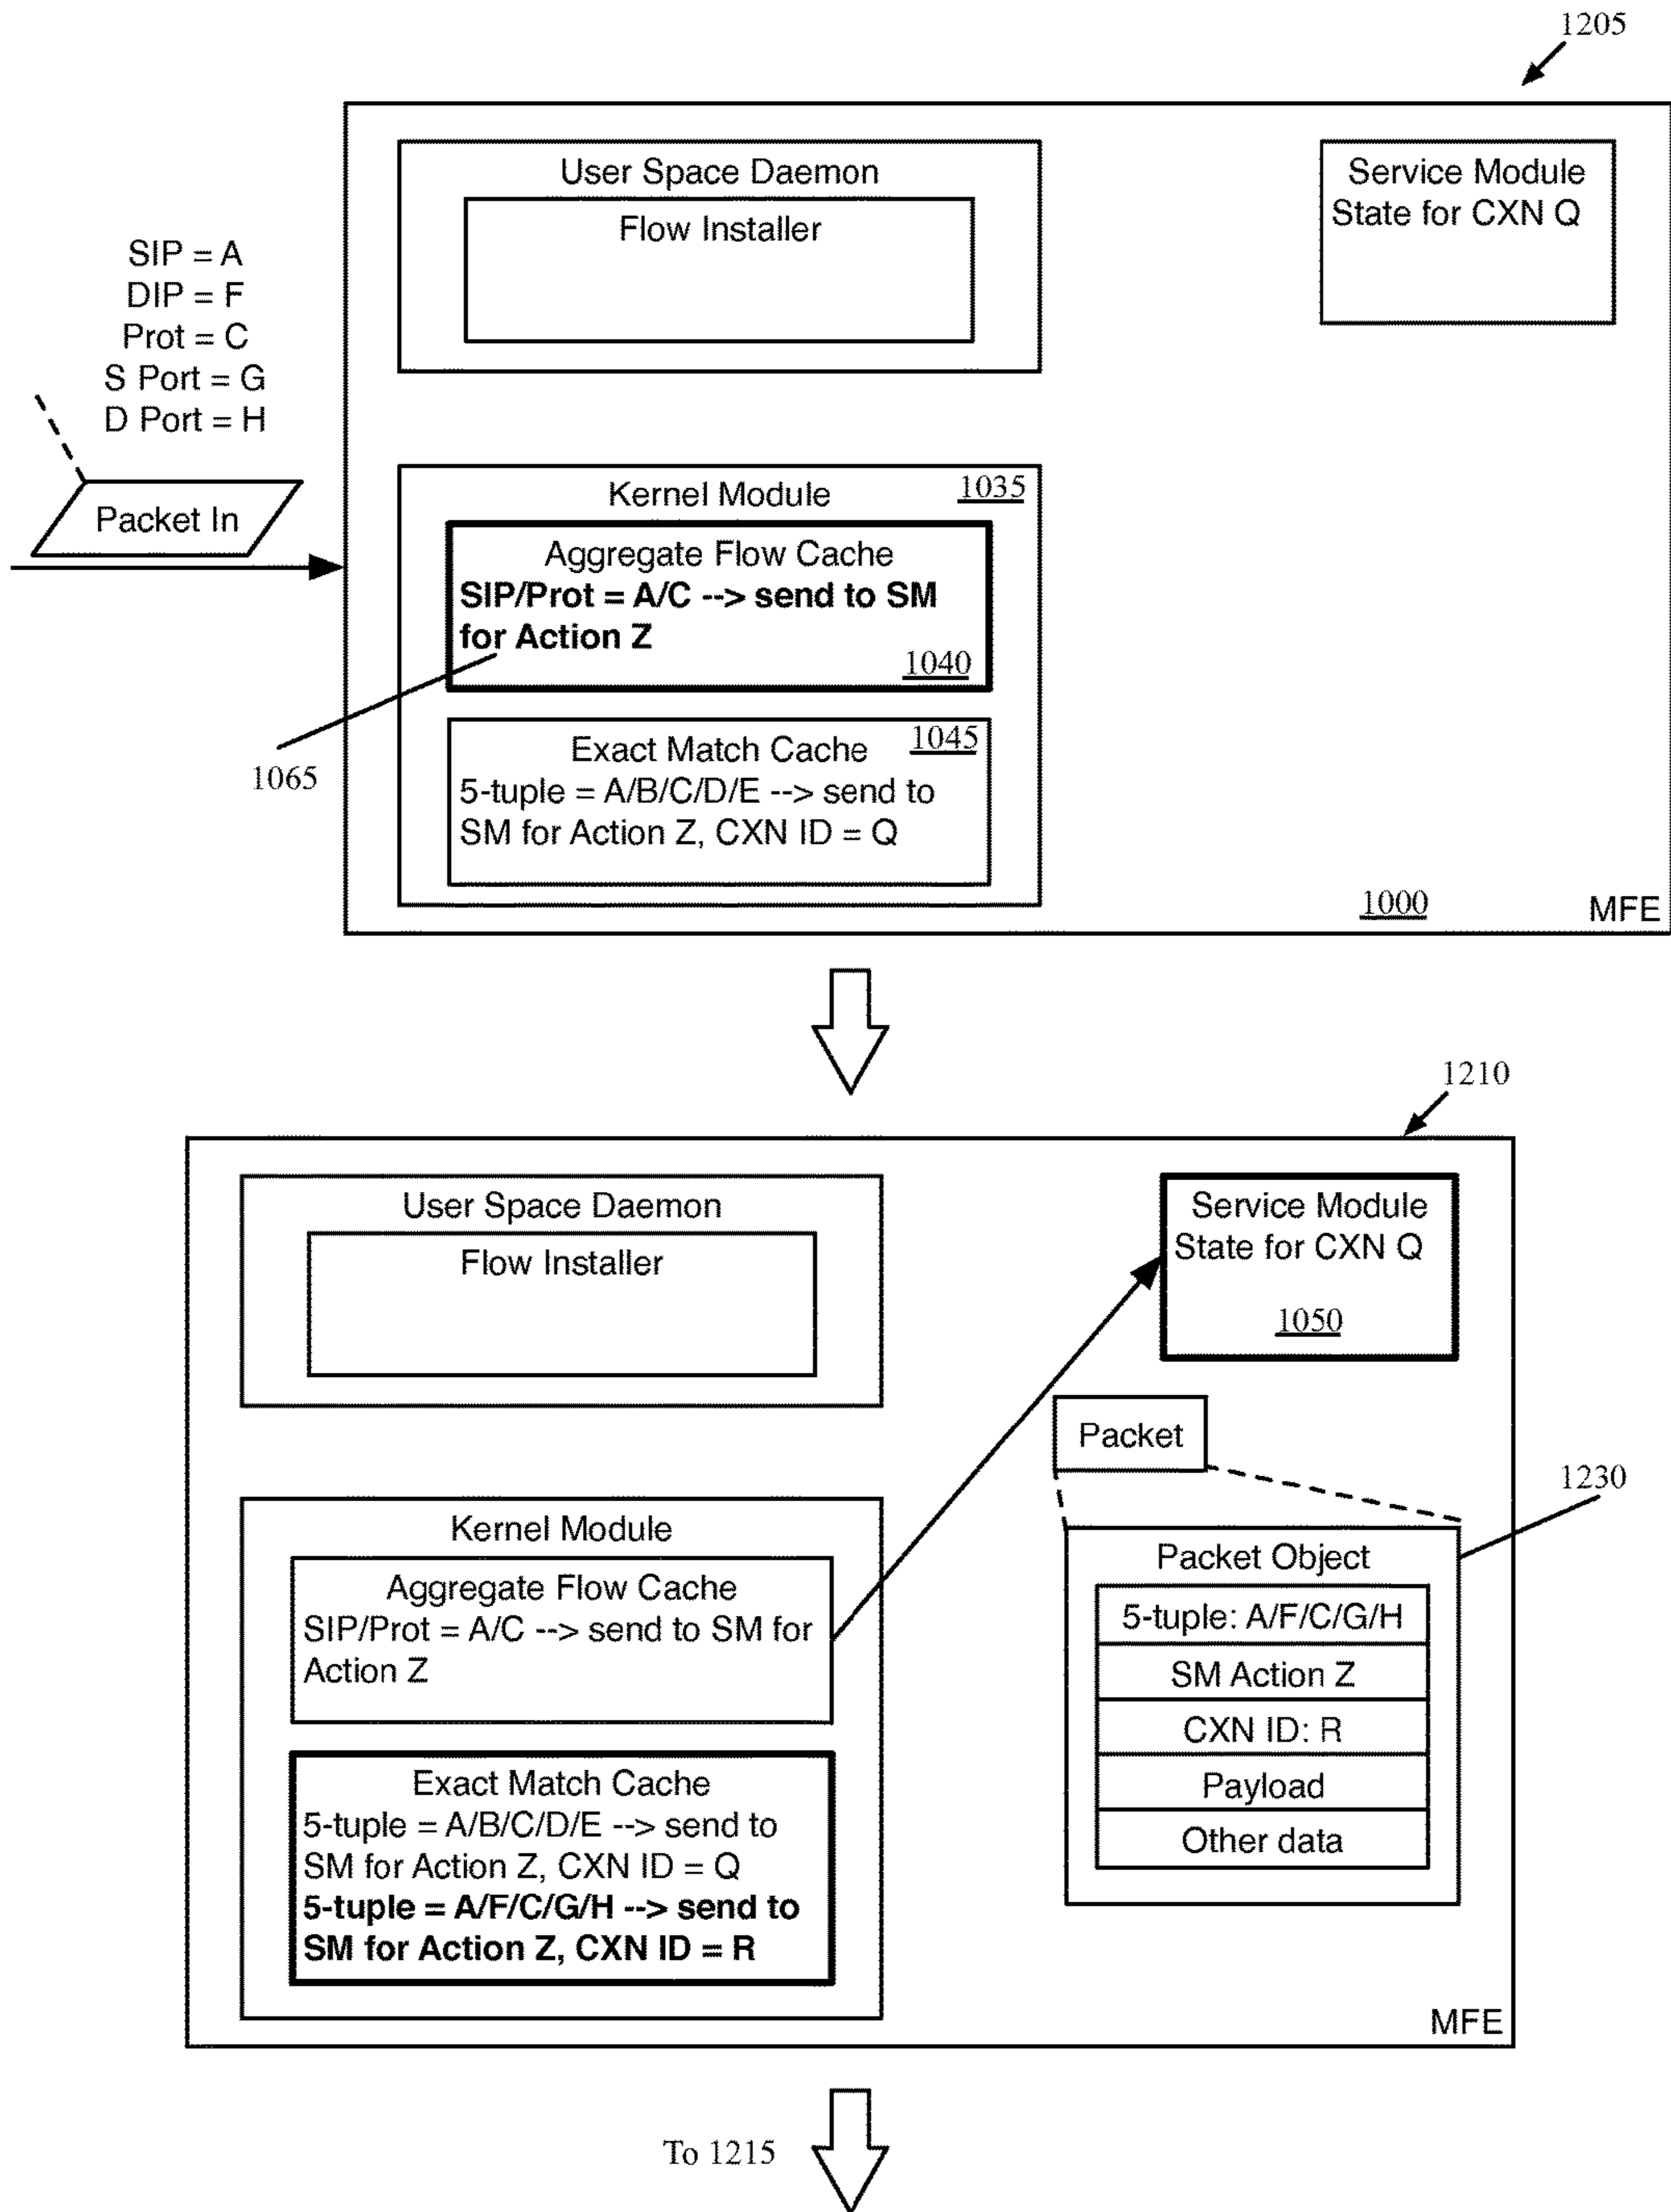 1205
User Space Daemon
Flow Installer
Service Module
State for CXN Q
SIP = A
DIP = F
Prot = C
S Port = G
D Port = H
Packet In
Kernel Module
1035
Aggregate Flow Cache
SIP/Prot = A/C --> send to SM
for Action Z
1040
1065
Exact Match Cache
1045
5-tuple = A/B/C/D/E --> send to
SM for Action Z, CXN ID = Q
1000
MFE
1210
User Space Daemon
Flow Installer
Service Module
State for CXN Q
1050
Packet
1230
Kernel Module
Aggregate Flow Cache
SIP/Prot = A/C --> send to SM for
Action Z
Packet Object
5-tuple: A/F/C/G/H
SM Action Z
CXN ID: R
Payload
Other data
Exact Match Cache
5-tuple = A/B/C/D/E --> send to
SM for Action Z, CXN ID = Q
5-tuple = A/F/C/G/H --> send to
SM for Action Z, CXN ID = R
MFE
To 1215